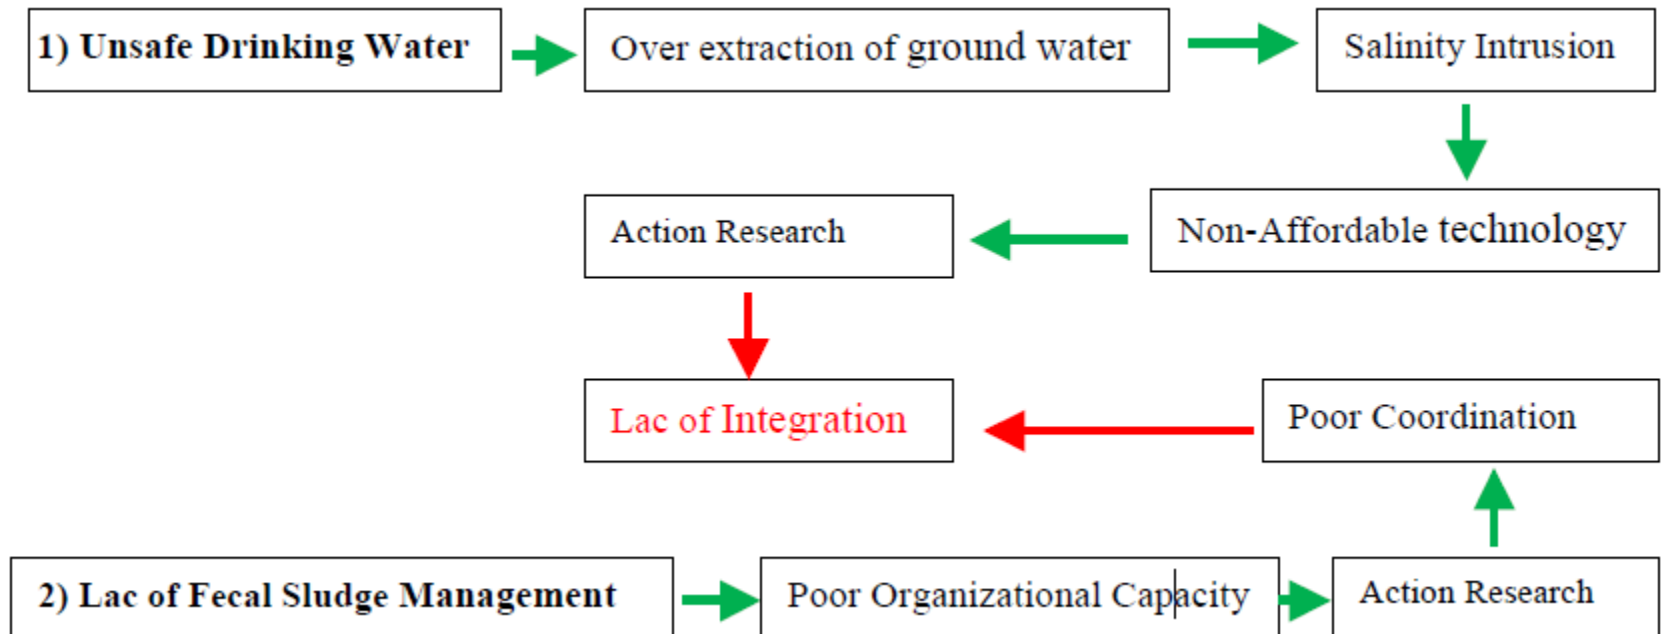 1) Unsafe Drinking Water
Over extraction of ground water
Salinity Intrusion
Non-Affordable technology
Action Research
Lac of Integration
Poor Coordination
2) Lac of Fecal Sludge Management
Poor Organizational Capacity
Action Research